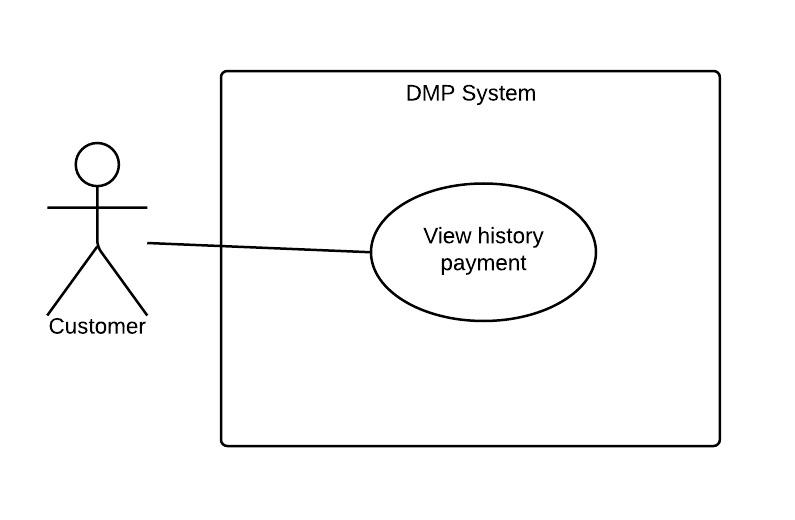 DMP System
View history
payment
Customer